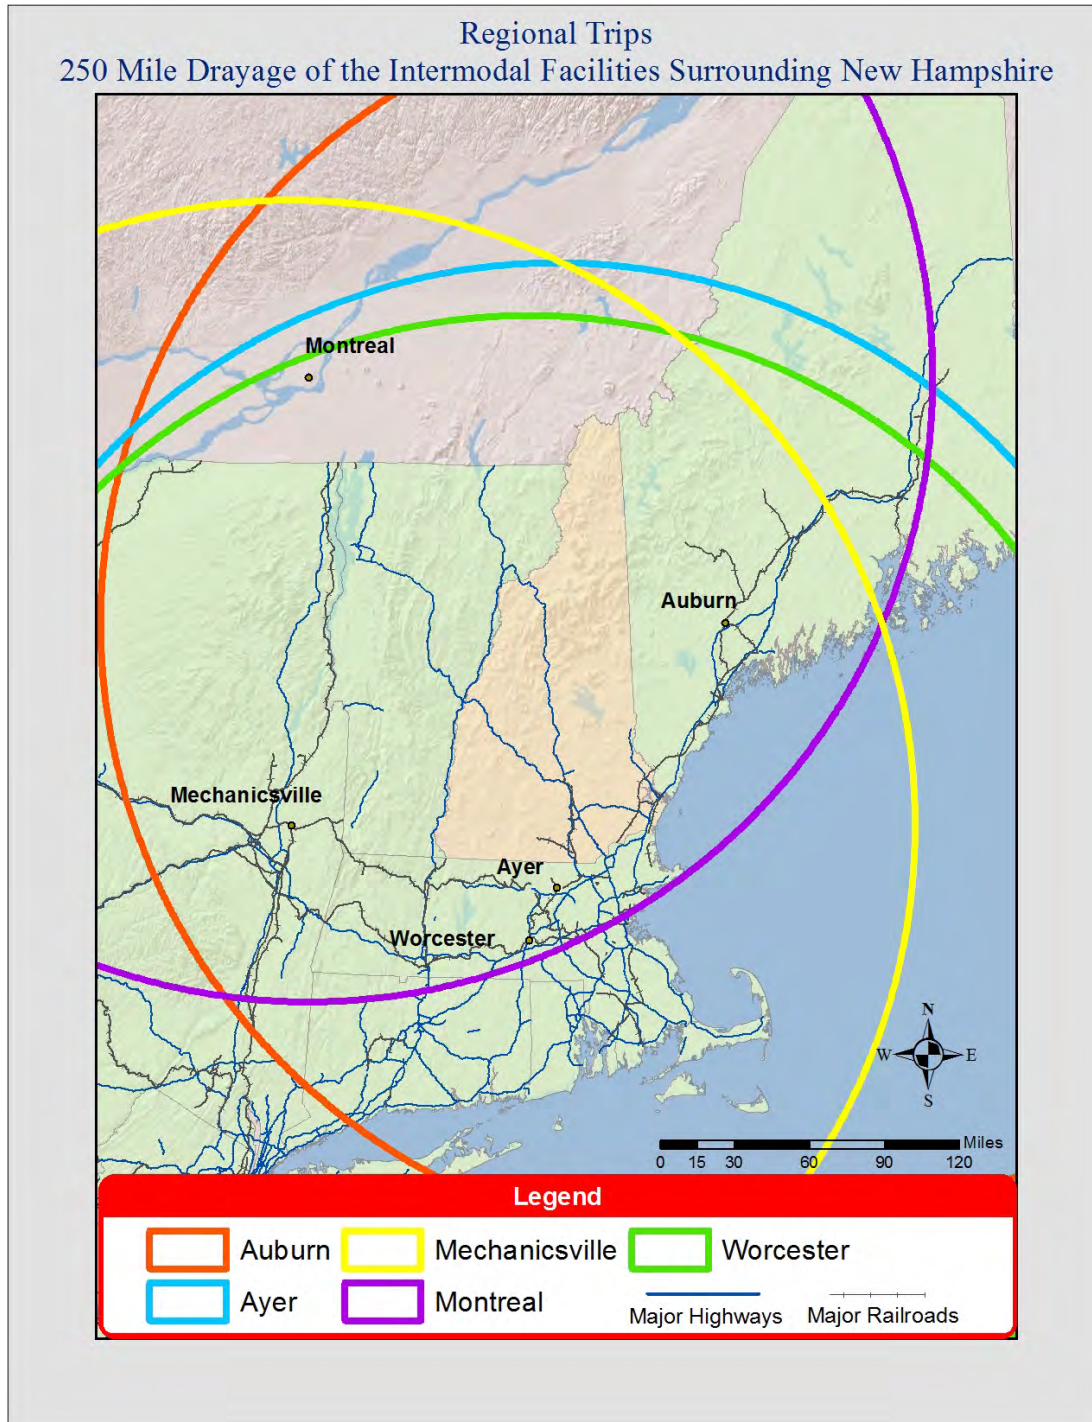 Regional Trips
250 Mile Drayage of the Intermodal Facilities Surrounding New Hampshire
Montreal
Auburn
Mechanicsville
Ayer
Worcester
N
W E
S
Miles
0 15 30 60 90 120
Legend
Auburn Mechanicsville Worcester
Ayer Montreal Major Highways Major Railroads